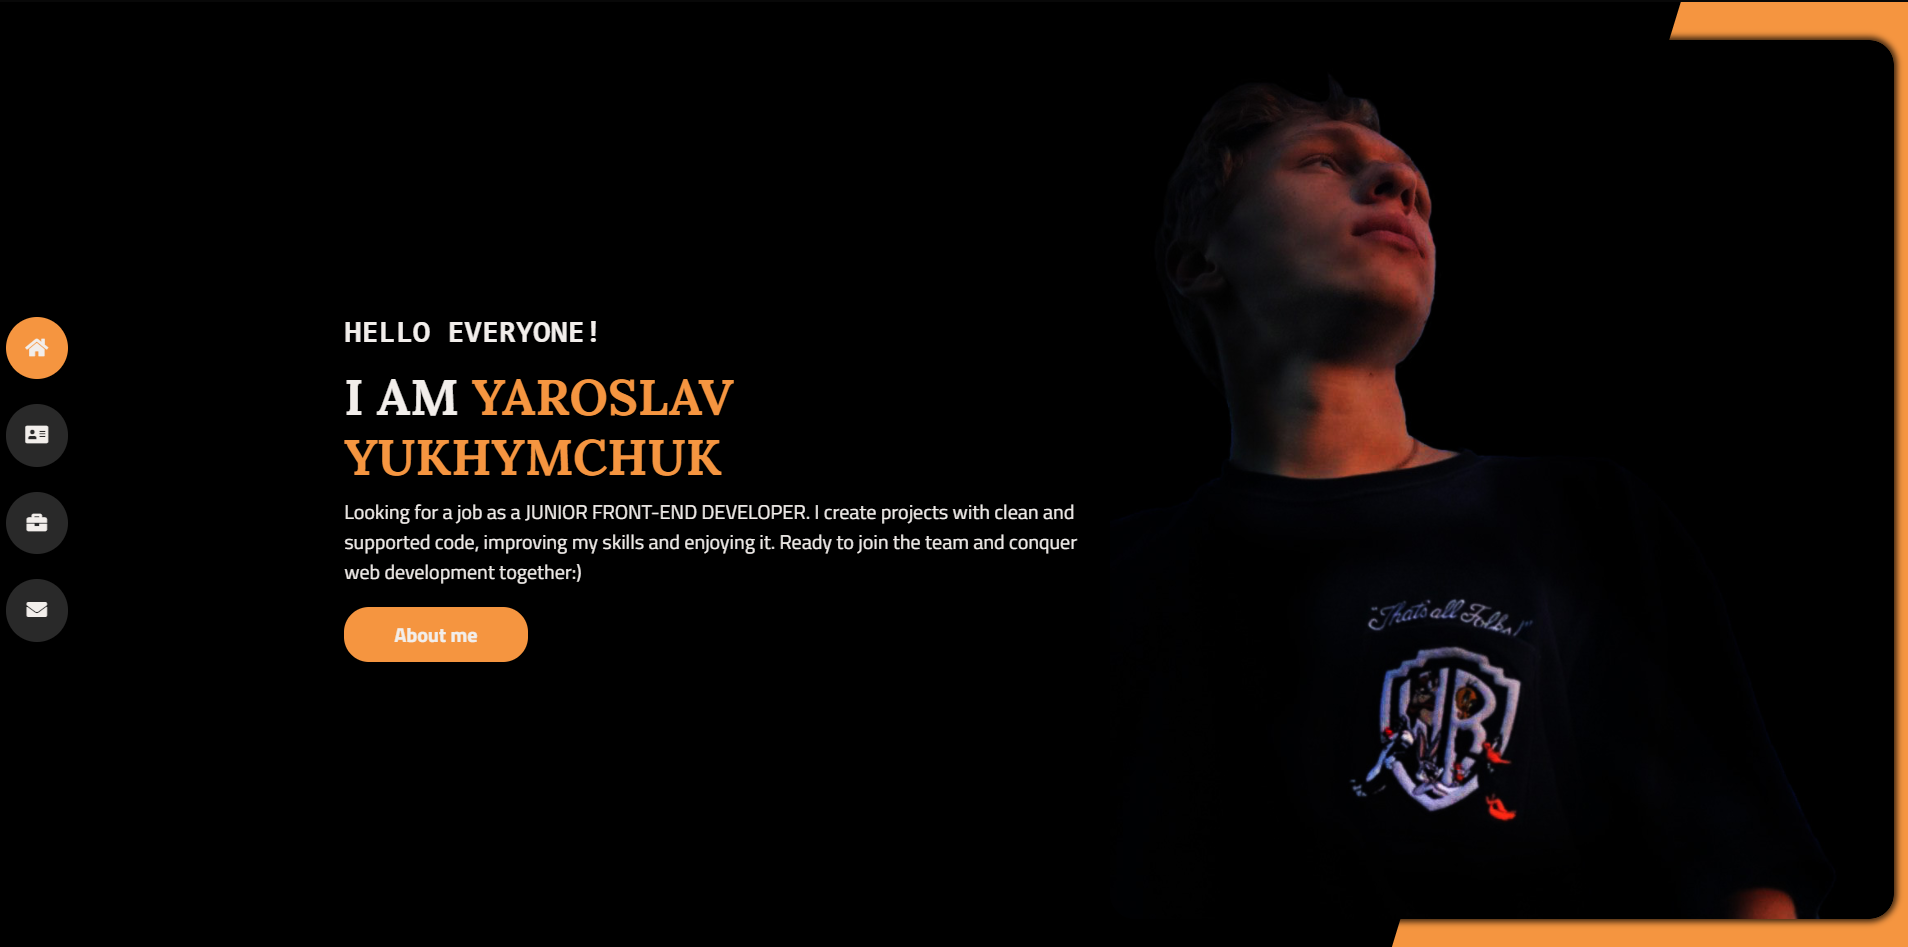 HELLO EVERYONE!
I AM YAROSLAV
YUKHYMCHUK
Looking for a job as a JUNIOR FRONT-END DEVELOPER. I create projects with clean and
supported code, improving my skills and enjoying it. Ready to join the team and conquer
web development together:)
About me
"Thats all Folks!"
WB